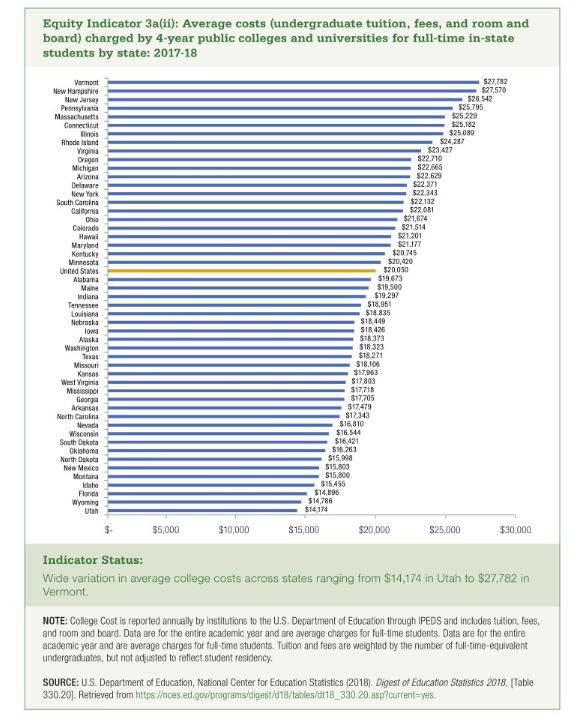 Equity Indicator 3a(ii): Average costs (undergraduate tuition, fees, and room and
board) charged by 4-year public colleges and universities for full-time in-state
students by state: 2017-18
Vermont $27,782
New Hampshire $27,570
New Jersey $26,542
Pennsylvania $25,795
Massachusetts $25,229
Connecticut $25,182
Illinois $25,089
Rhode Island $24,287
Virginia $23,427
Oregon $22,710
Michigan $22,665
Arizona $22,629
Delaware $22,371
New York $22,343
South Carolina $22,132
California $22,081
Ohio $21,674
Colorado $21,514
Hawaii $21,201
Maryland $21,177
Kentucky $20,745
Minnesota $20,420
United States $20,050
Alabama $19,673
Maine $19,500
Indiana $19,297
Tennessee $18,951
Louisiana $18,835
Nebraska $18,449
Iowa $18,426
Alaska $18,373
Washington $18,323
Texas $18,271
Missouri $18,106
Kansas $17,963
West Virginia $17,803
Mississippi $17,718
Georgia $17,705
Arkansas $17,479
North Carolina $17,343
Nevada $16,810
Wisconsin $16,544
South Dakota $16,421
Oklahoma $16,263
North Dakota $15,998
New Mexico $15,803
Montana $15,800
Idaho $15,455
Florida $14,896
Wyoming $14,786
Utah $14,174
$- $5,000 $10,000 $15,000 $20,000 $25,000 $30,000
Indicator Status:
Wide variation in average college costs across states ranging from $14,174 in Utah to $27,782 in
Vermont.
NOTE: College Cost is reported annually by institutions to the U.S. Department of Education through IPEDS and includes tuition, fees,
and room and board. Data are for the entire academic year and are average charges for full-time students. Data are for the entire
academic year and are average charges for full-time students. Tuition and fees are weighted by the number of full-time-equivalent
undergraduates, but not adjusted to reflect student residency.
SOURCE: U.S. Department of Education, National Center for Education Statistics (2018). Digest of Education Statistics 2018, [Table
330.20]. Retrieved from https://nces.ed.gov/programs/digest/d18/tables/dt18_330.20.asp?current=yes.